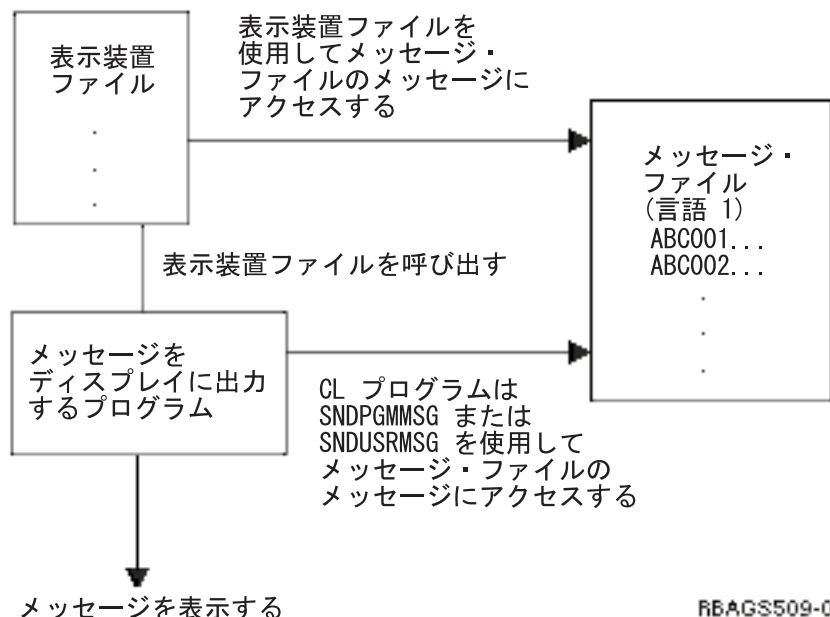 表示装置
ファイル
.
.
.
表示装置ファイルを
使用してメッセージ・
ファイルのメッセージに
アクセスする
メッセージ・
ファイル
(言語 1)
ABC001...
ABC002...
.
.
.
表示装置ファイルを呼び出す
メッセージを
ディスプレイに出力
するプログラム
CL プログラムは
SNDPGMMSG または
SNDUSRMSG を使用して
メッセージ・ファイルの
メッセージにアクセスする
メッセージを表示する
RBAGS509-0